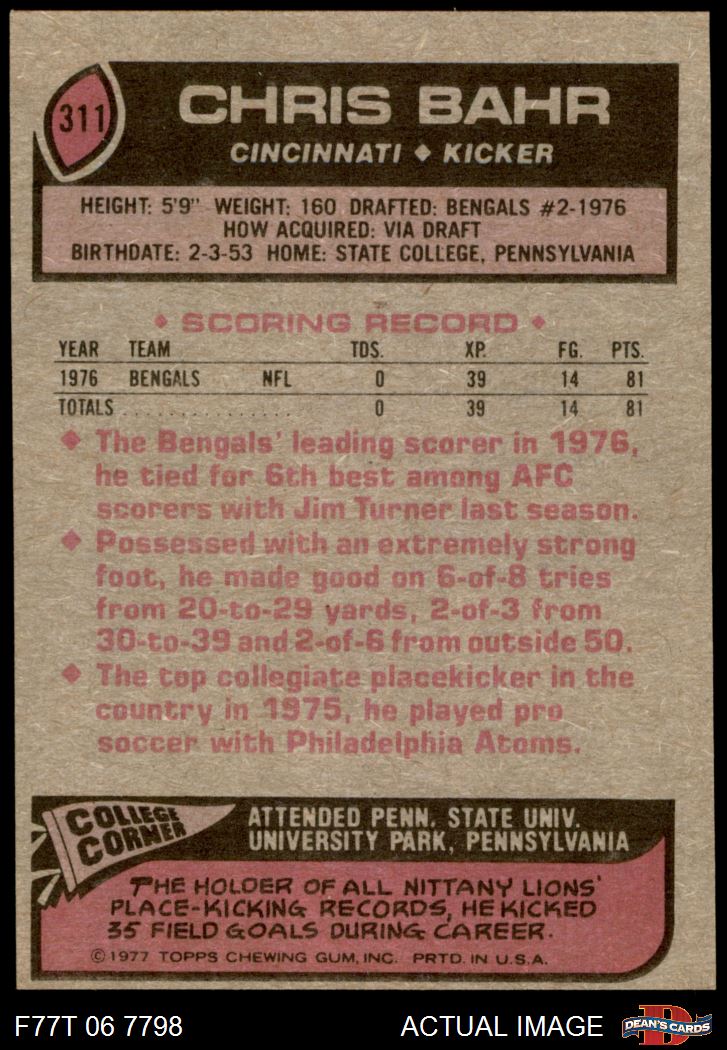 311
CHRIS BAHR
CINCINNATI ◆ KICKER
HEIGHT: 5'9" WEIGHT: 160 DRAFTED: BENGALS #2-1976
HOW ACQUIRED: VIA DRAFT
BIRTHDATE: 2-3-53 HOME: STATE COLLEGE, PENNSYLVANIA
◆ SCORING RECORD ◆
YEAR TEAM TDS. XP. FG. PTS.
1976 BENGALS NFL 0 39 14 81
TOTALS . . . . . . . . . . . . . . . 0 39 14 81
◆ The Bengals' leading scorer in 1976,
he tied for 6th best among AFC
scorers with Jim Turner last season.
◆ Possessed with an extremely strong
foot, he made good on 6-of-8 tries
from 20-to-29 yards, 2-of-3 from
30-to-39 and 2-of-6 from outside 50.
◆ The top collegiate placekicker in the
country in 1975, he played pro
soccer with Philadelphia Atoms.
COLLEGE
CORNER
ATTENDED PENN. STATE UNIV.
UNIVERSITY PARK, PENNSYLVANIA
THE HOLDER OF ALL NITTANY LIONS'
PLACE-KICKING RECORDS, HE KICKED
35 FIELD GOALS DURING CAREER.
©1977 TOPPS CHEWING GUM, INC. PRTD. IN U.S.A.
F77T 06 7798 ACTUAL IMAGE
D
DEAN'S CARDS